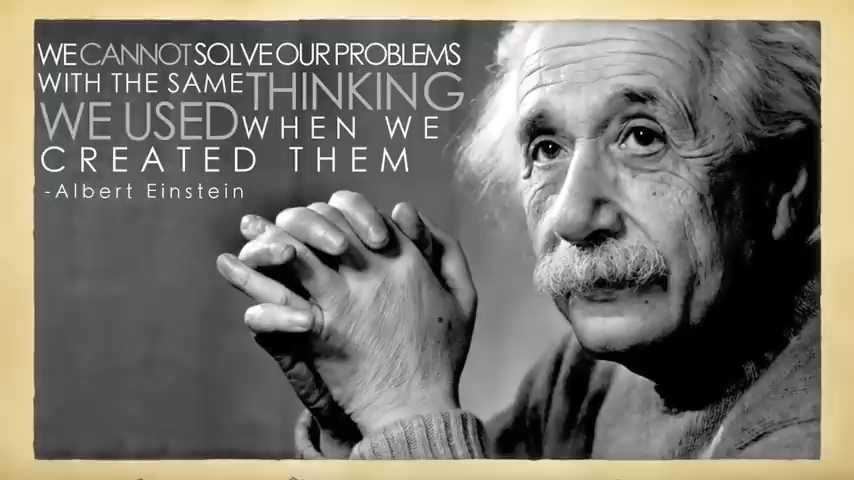 WE CANNOT SOLVE OUR PROBLEMS
WITH THE SAME THINKING
WE USED WHEN WE
CREATED THEM
-Albert Einstein